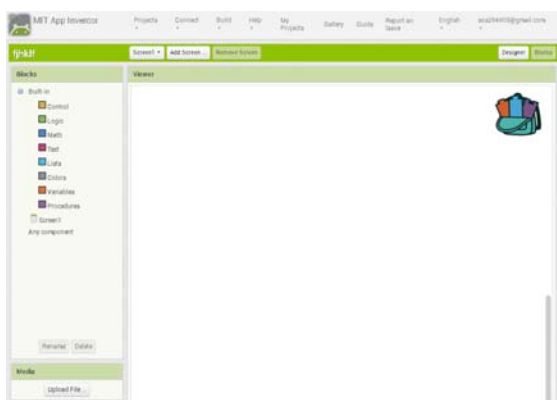 MIT App Inventor
Projects Connect Build Help My Projects Gallery Guide Report an Issue English
Screen1 Add Screen ... Remove Screen Designer Blocks
Blocks
Viewer
Built-in
Control
Logic
Math
Text
Lists
Colors
Variables
Procedures
Screen1
Any component
Rename Delete
Media
Upload File ...